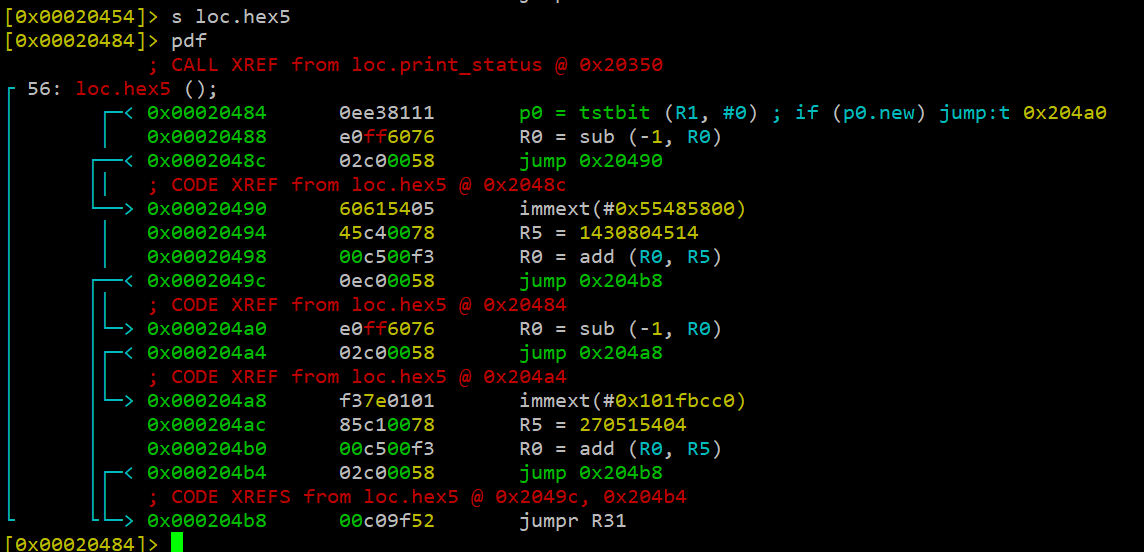 [0x00020454]> s loc.hex5
[0x00020484]> pdf
; CALL XREF from loc.print_status @ 0x20350
56: loc.hex5 ();
< 0x00020484 0ee38111 p0 = tstbit (R1, #0) ; if (p0.new) jump:t 0x204a0
0x00020488 e0ff6076 R0 = sub (-1, R0)
< 0x0002048c 02c00058 jump 0x20490
; CODE XREF from loc.hex5 @ 0x2048c
> 0x00020490 60615405 immext(#0x55485800)
0x00020494 45c40078 R5 = 1430804514
0x00020498 00c500f3 R0 = add (R0, R5)
< 0x0002049c 0ec00058 jump 0x204b8
; CODE XREF from loc.hex5 @ 0x20484
> 0x000204a0 e0ff6076 R0 = sub (-1, R0)
< 0x000204a4 02c00058 jump 0x204a8
; CODE XREF from loc.hex5 @ 0x204a4
> 0x000204a8 f37e0101 immext(#0x101fbcc0)
0x000204ac 85c10078 R5 = 270515404
0x000204b0 00c500f3 R0 = add (R0, R5)
< 0x000204b4 02c00058 jump 0x204b8
; CODE XREFS from loc.hex5 @ 0x2049c, 0x204b4
> 0x000204b8 00c09f52 jumpr R31
[0x00020484]>